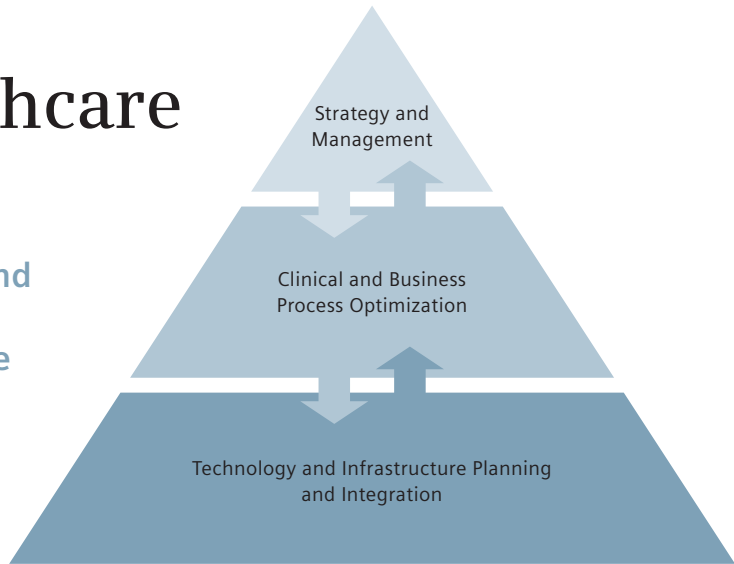 hcare
Strategy and
Management
nd
e
Clinical and Business
Process Optimization
Technology and Infrastructure Planning
and Integration